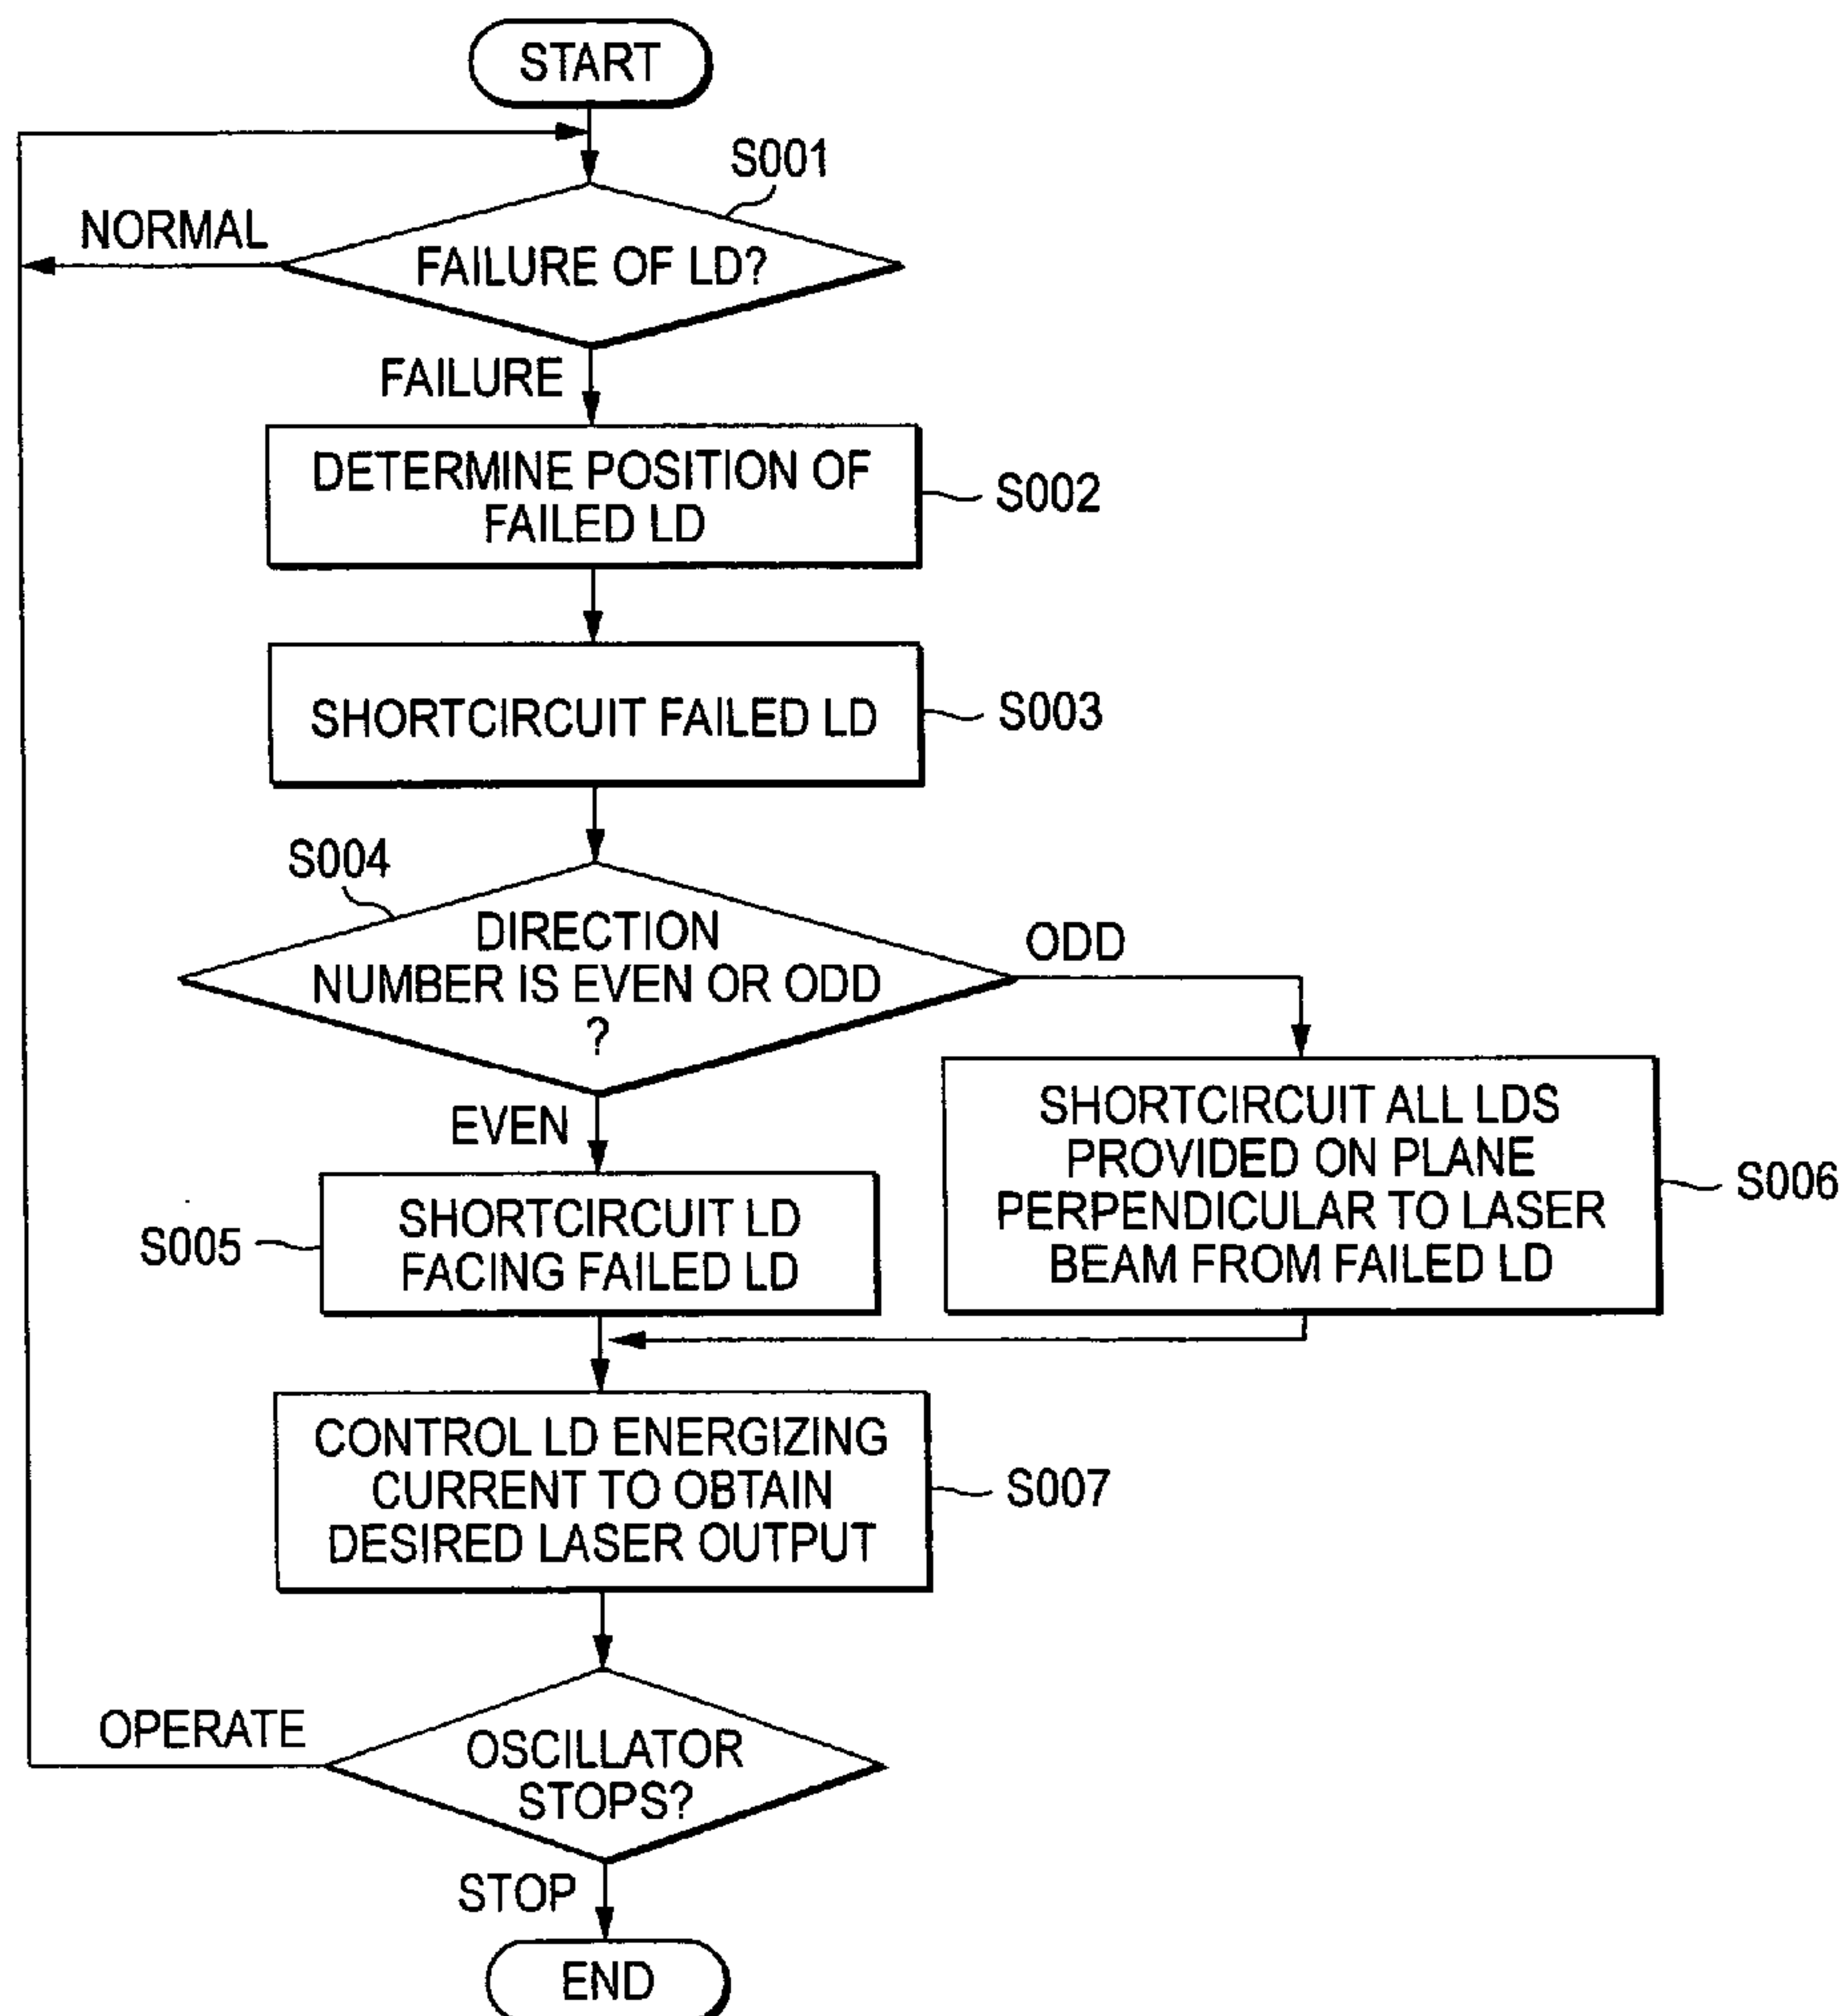 START
S001
NORMAL
FAILURE OF LD?
FAILURE
DETERMINE POSITION OF
FAILED LD
S002
SHORTCIRCUIT FAILED LD
S003
S004
DIRECTION
NUMBER IS EVEN OR ODD
?
ODD
EVEN
SHORTCIRCUIT LD
FACING FAILED LD
S005
SHORTCIRCUIT ALL LDS
PROVIDED ON PLANE
PERPENDICULAR TO LASER
BEAM FROM FAILED LD
S006
CONTROL LD ENERGIZING
CURRENT TO OBTAIN
DESIRED LASER OUTPUT
S007
OPERATE
OSCILLATOR
STOPS?
STOP
END